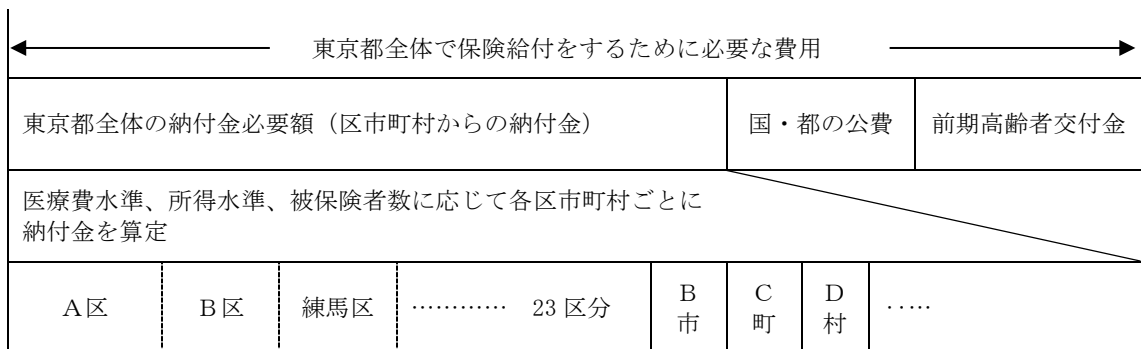 東京都全体で保険給付をするために必要な費用
東京都全体の納付金必要額（区市町村からの納付金）
国・都の公費
前期高齢者交付金
医療費水準、所得水準、被保険者数に応じて各区市町村ごとに
納付金を算定
Ａ区
Ｂ区
練馬区
………… 23 区分
Ｂ
市
Ｃ
町
Ｄ
村
‥‥‥